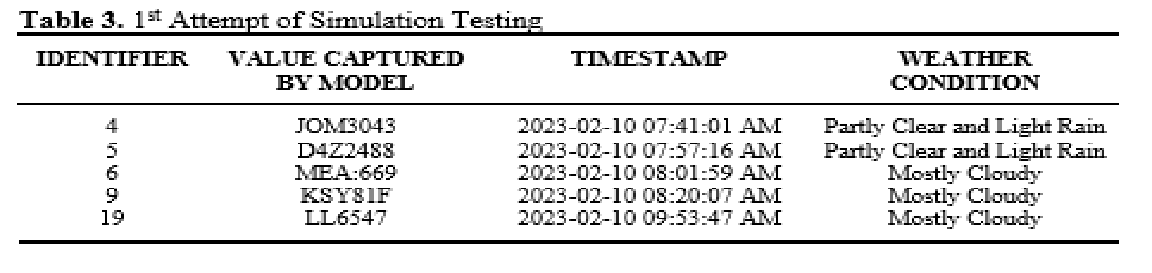 Table 3. 1st Attempt of Simulation Testing
IDENTIFIER VALUE CAPTURED TIMESTAMP WEATHER
BY MODEL CONDITION
4 JOM3043 2023-02-10 07:41:01 AM Partly Clear and Light Rain
5 D4Z2488 2023-02-10 07:57:16 AM Partly Clear and Light Rain
6 MEA:669 2023-02-10 08:01:59 AM Mostly Cloudy
9 KSY81F 2023-02-10 08:20:07 AM Mostly Cloudy
19 LL6547 2023-02-10 09:53:47 AM Mostly Cloudy